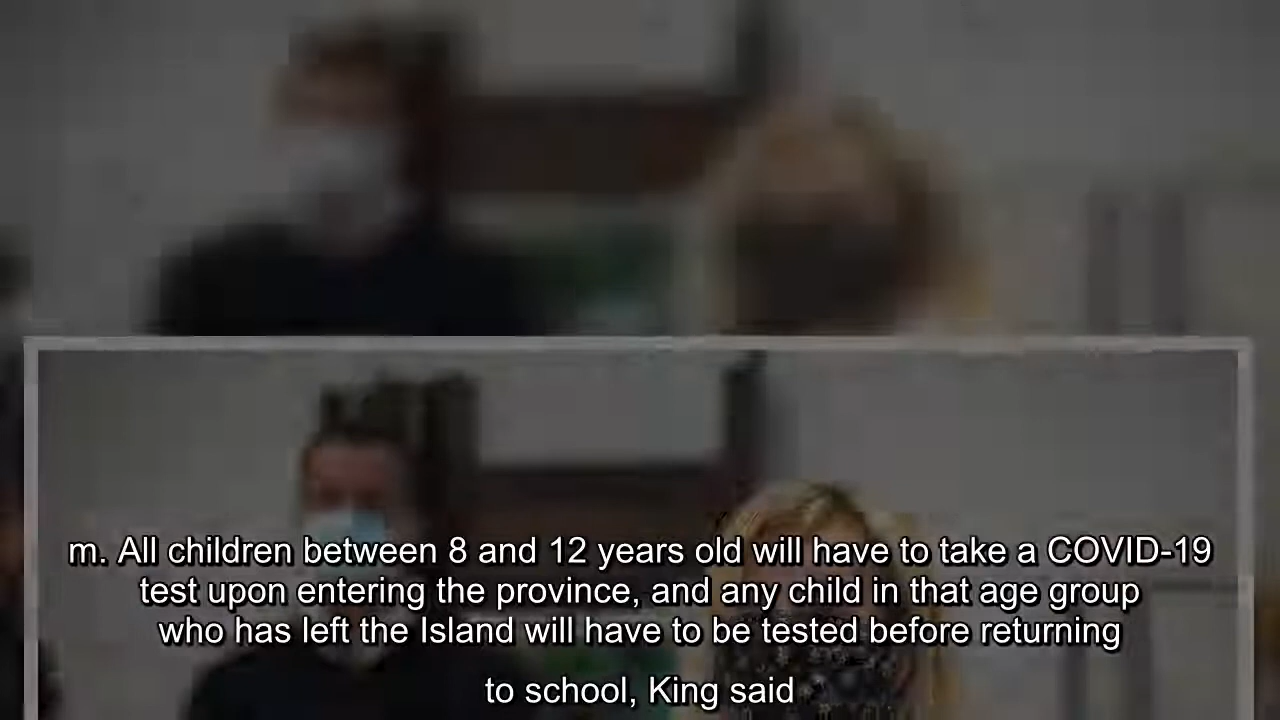 m. All children between 8 and 12 years old will have to take a COVID-19
test upon entering the province, and any child in that age group
who has left the Island will have to be tested before returning
to school, King said